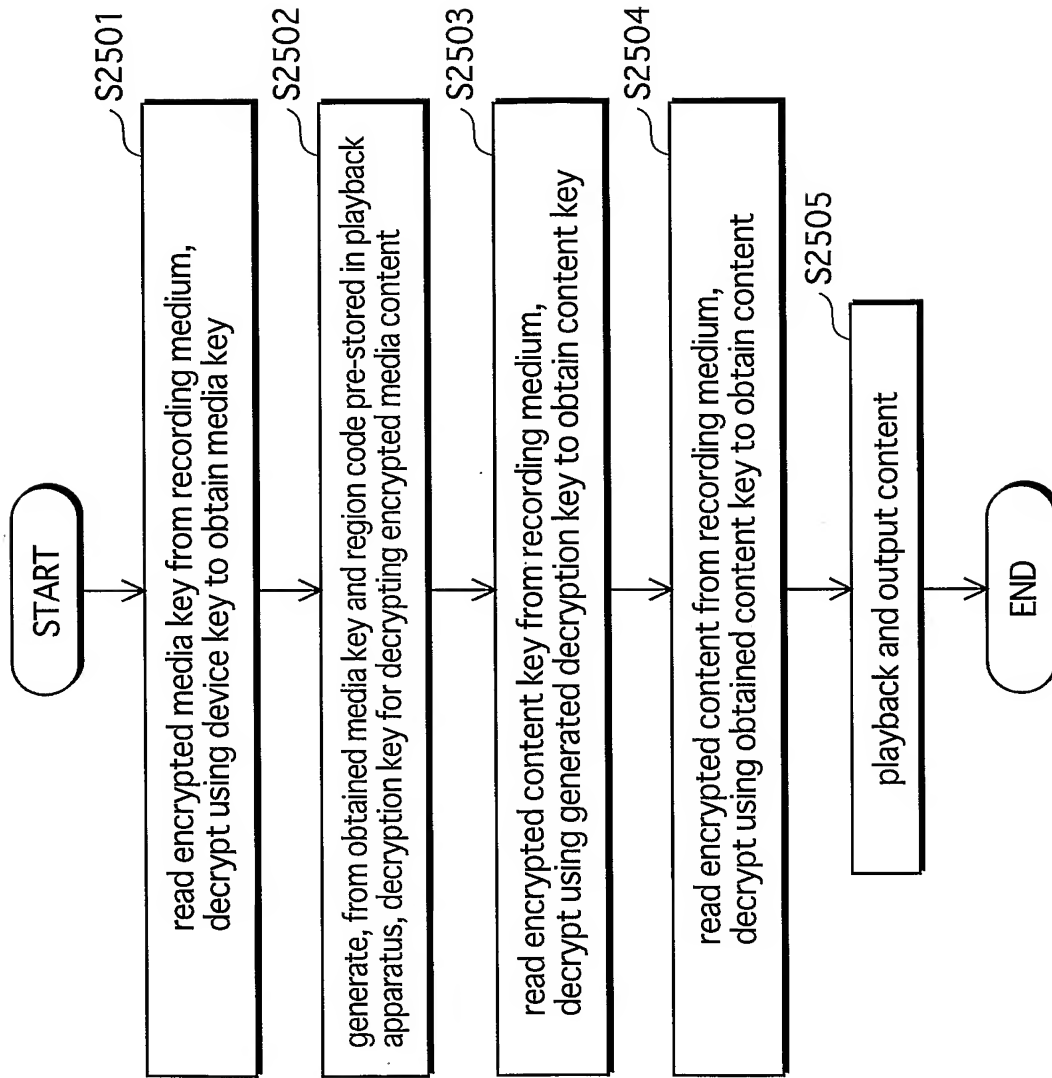 START
S2501
read encrypted media key from recording medium,
decrypt using device key to obtain media key
S2502
generate, from obtained media key and region code pre-stored in playback
apparatus, decryption key for decrypting encrypted media content
S2503
read encrypted content key from recording medium,
decrypt using generated decryption key to obtain content key
S2504
read encrypted content from recording medium,
decrypt using obtained content key to obtain content
S2505
playback and output content
END